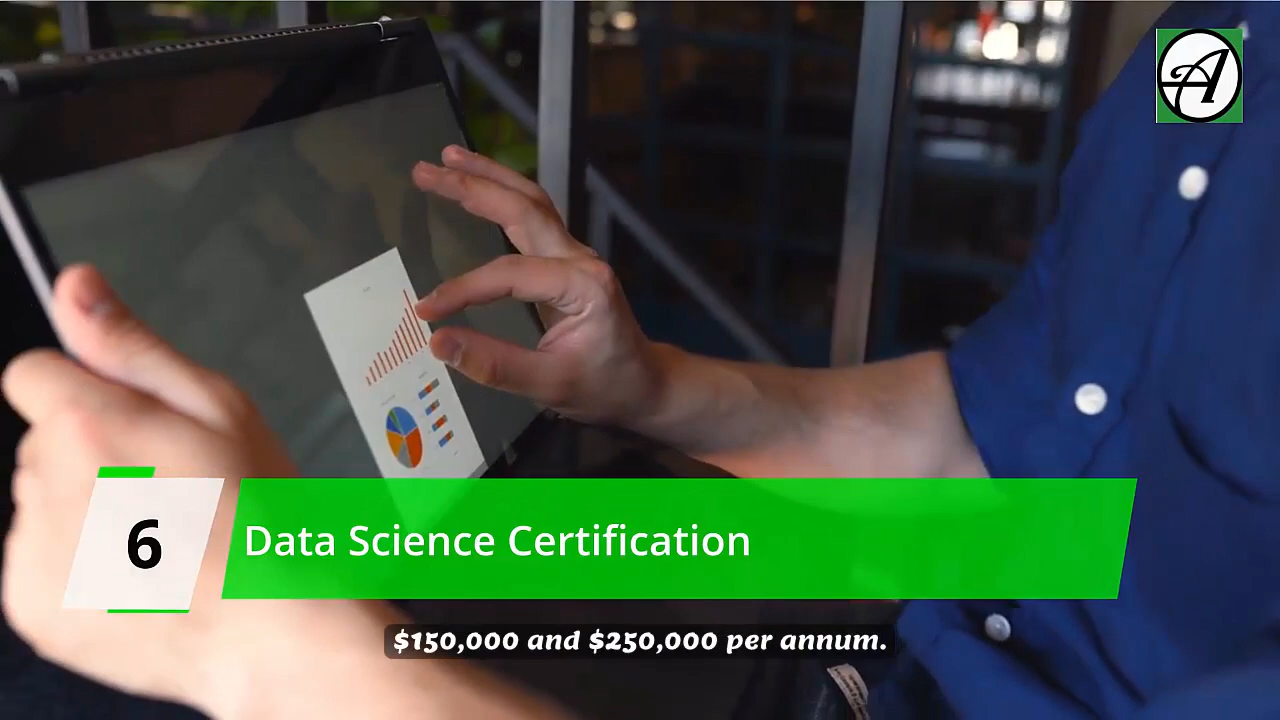 A
6
Data Science Certification
$150,000 and $250,000 per annum.